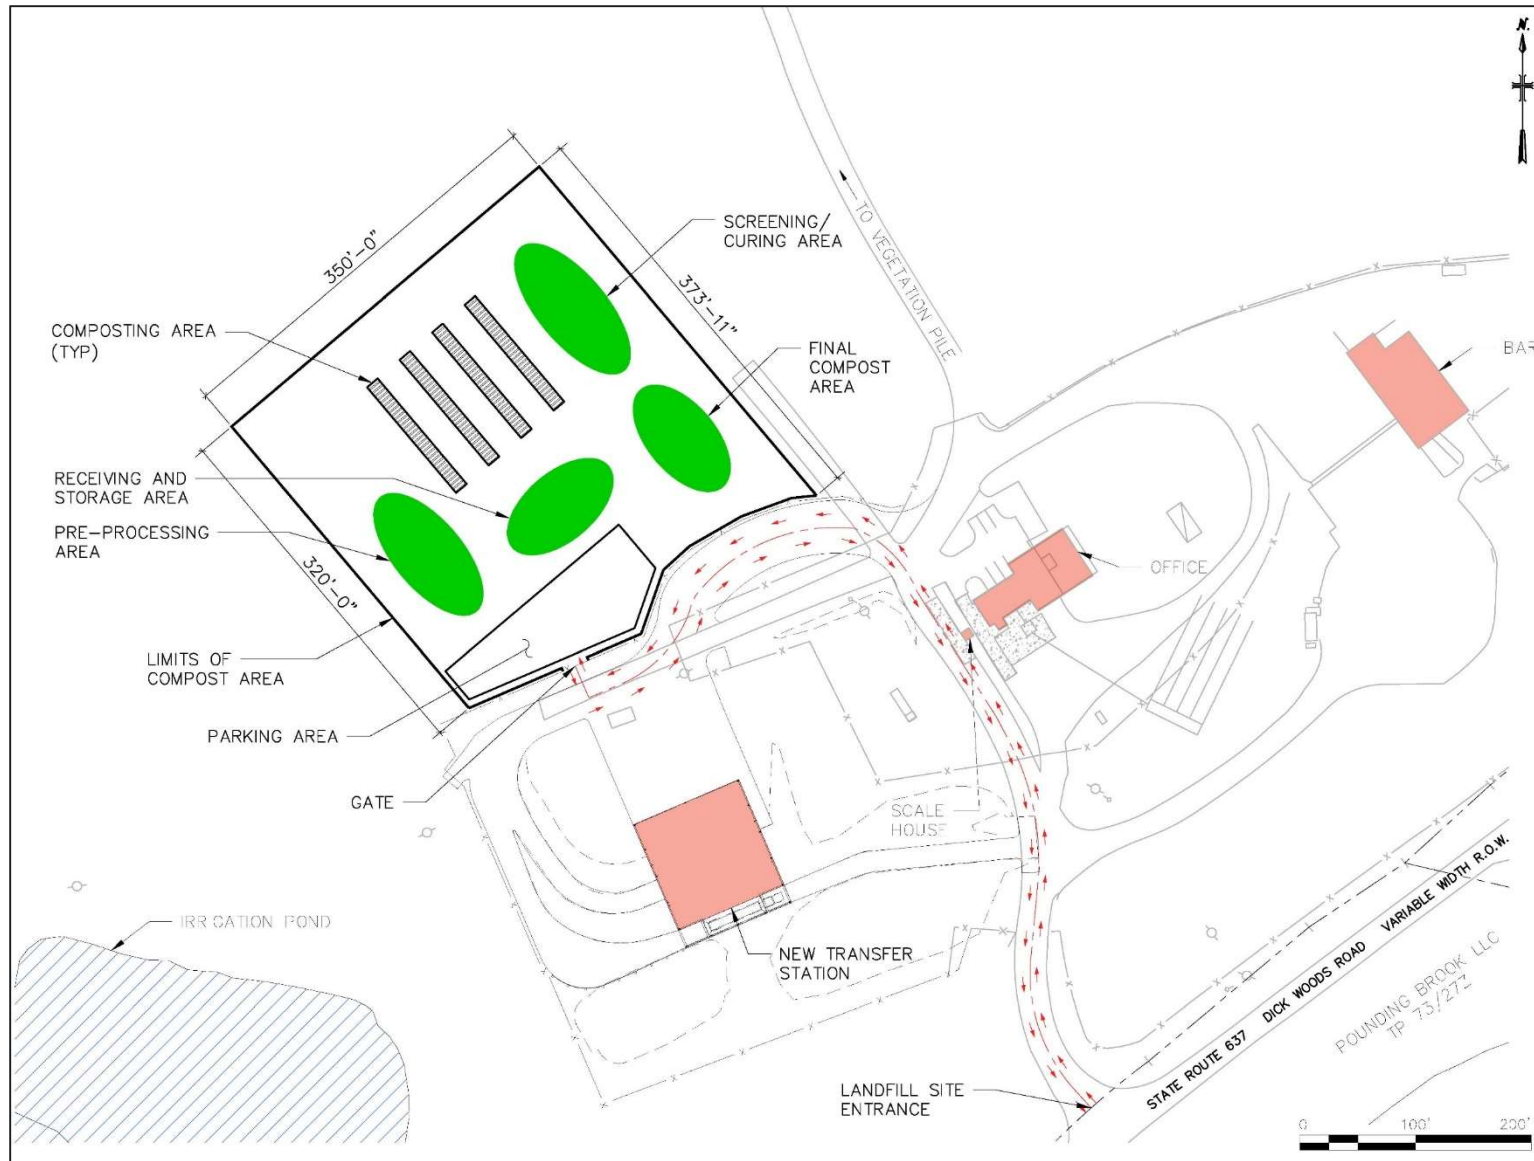 N.
350'-0"
SCREENING/
CURING AREA
TO VEGETATION PILE
373'-11"
COMPOSTING AREA
(TYP)
FINAL
COMPOST
AREA
BAR
RECEIVING AND
STORAGE AREA
PRE-PROCESSING
AREA
320'-0"
OFFICE
LIMITS OF
COMPOST AREA
PARKING AREA
GATE
SCALE
HOUSE
IRRIGATION POND
NEW TRANSFER
STATION
STATE ROUTE 637 DICK WOODS ROAD VARIABLE WIDTH R.O.W.
POUNDING BROOK LLC
TP 73/27Z
LANDFILL SITE
ENTRANCE
0 100' 200'